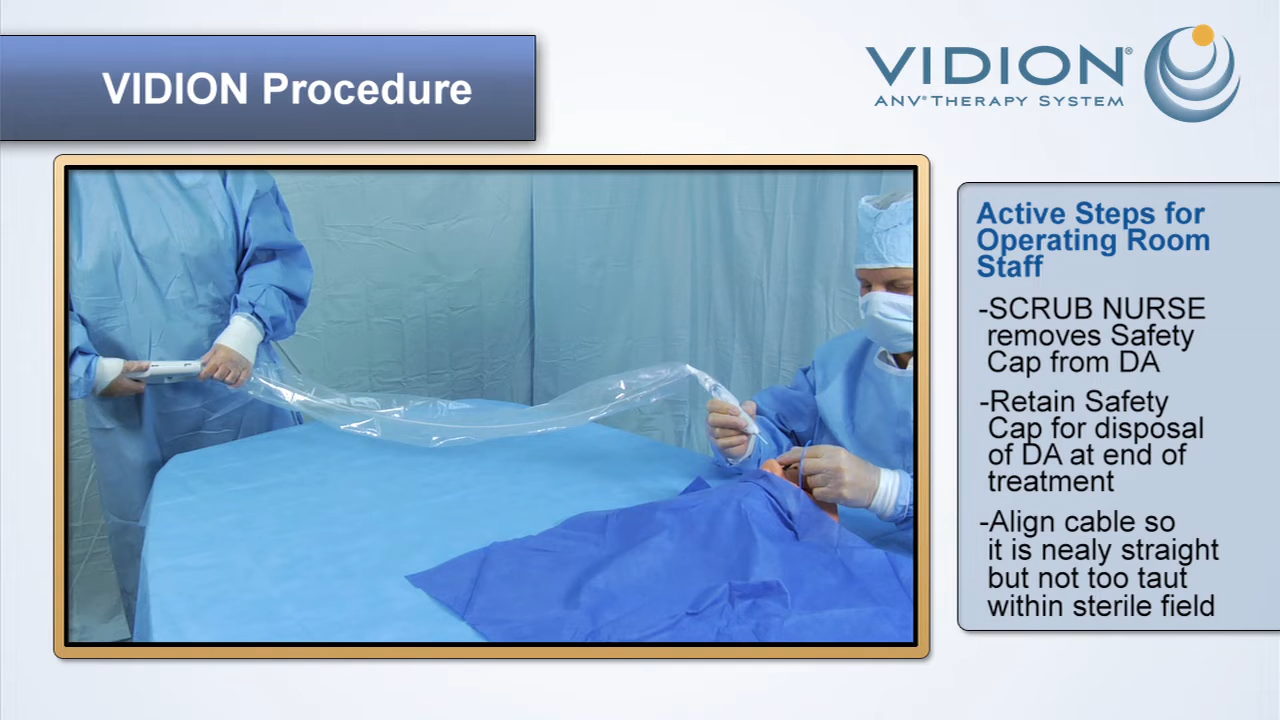 VIDION Procedure
VIDION®
ANV® THERAPY SYSTEM
Active Steps for
Operating Room
Staff
-SCRUB NURSE
removes Safety
Cap from DA
-Retain Safety
Cap for disposal
of DA at end of
treatment
-Align cable so
it is nealy straight
but not too taut
within sterile field